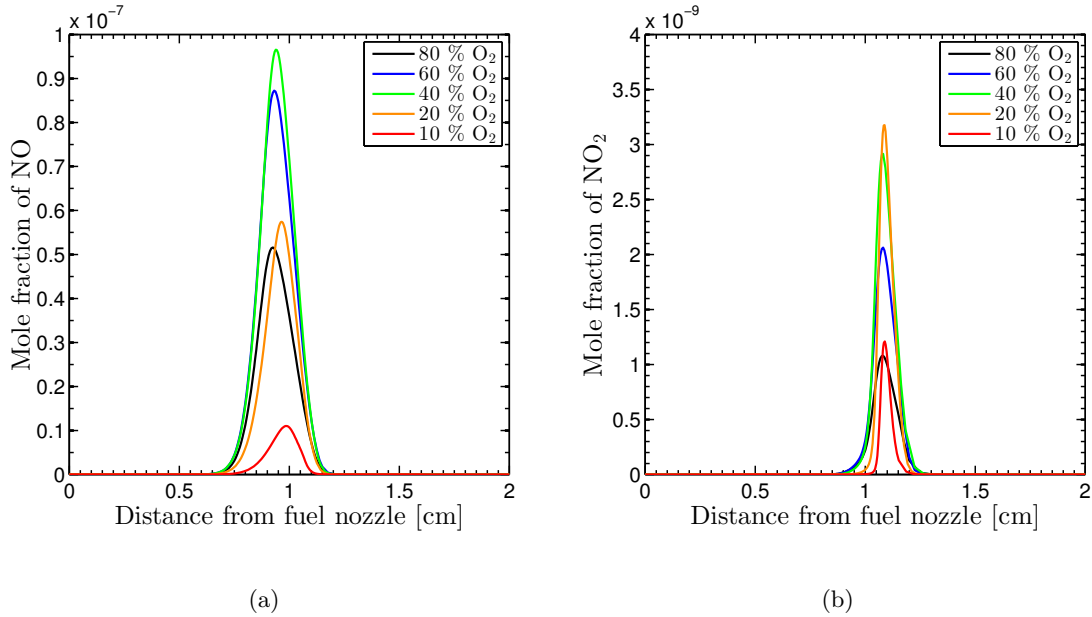 x 10⁻⁷
1
0.9
0.8
0.7
0.6
0.5
0.4
0.3
0.2
0.1
0
0 0.5 1 1.5 2
Mole fraction of NO
Distance from fuel nozzle [cm]
80 % O₂
60 % O₂
40 % O₂
20 % O₂
10 % O₂
(a)
x 10⁻⁹
4
3.5
3
2.5
2
1.5
1
0.5
0
0 0.5 1 1.5 2
Mole fraction of NO₂
Distance from fuel nozzle [cm]
80 % O₂
60 % O₂
40 % O₂
20 % O₂
10 % O₂
(b)